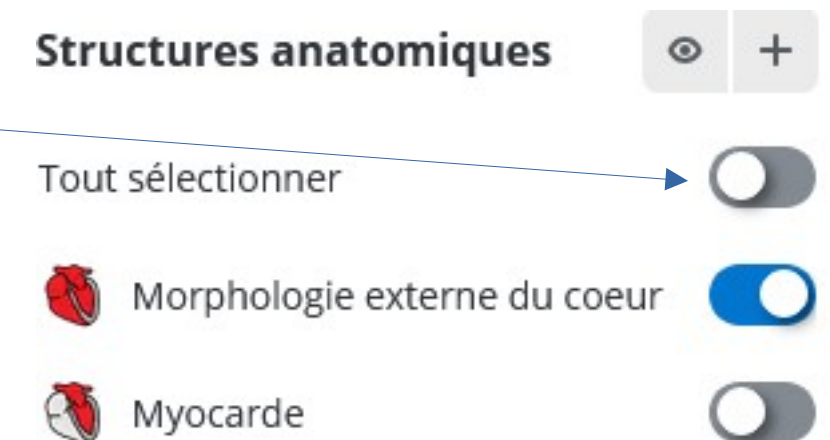 Structures anatomiques
Tout sélectionner
Morphologie externe du coeur
Myocarde